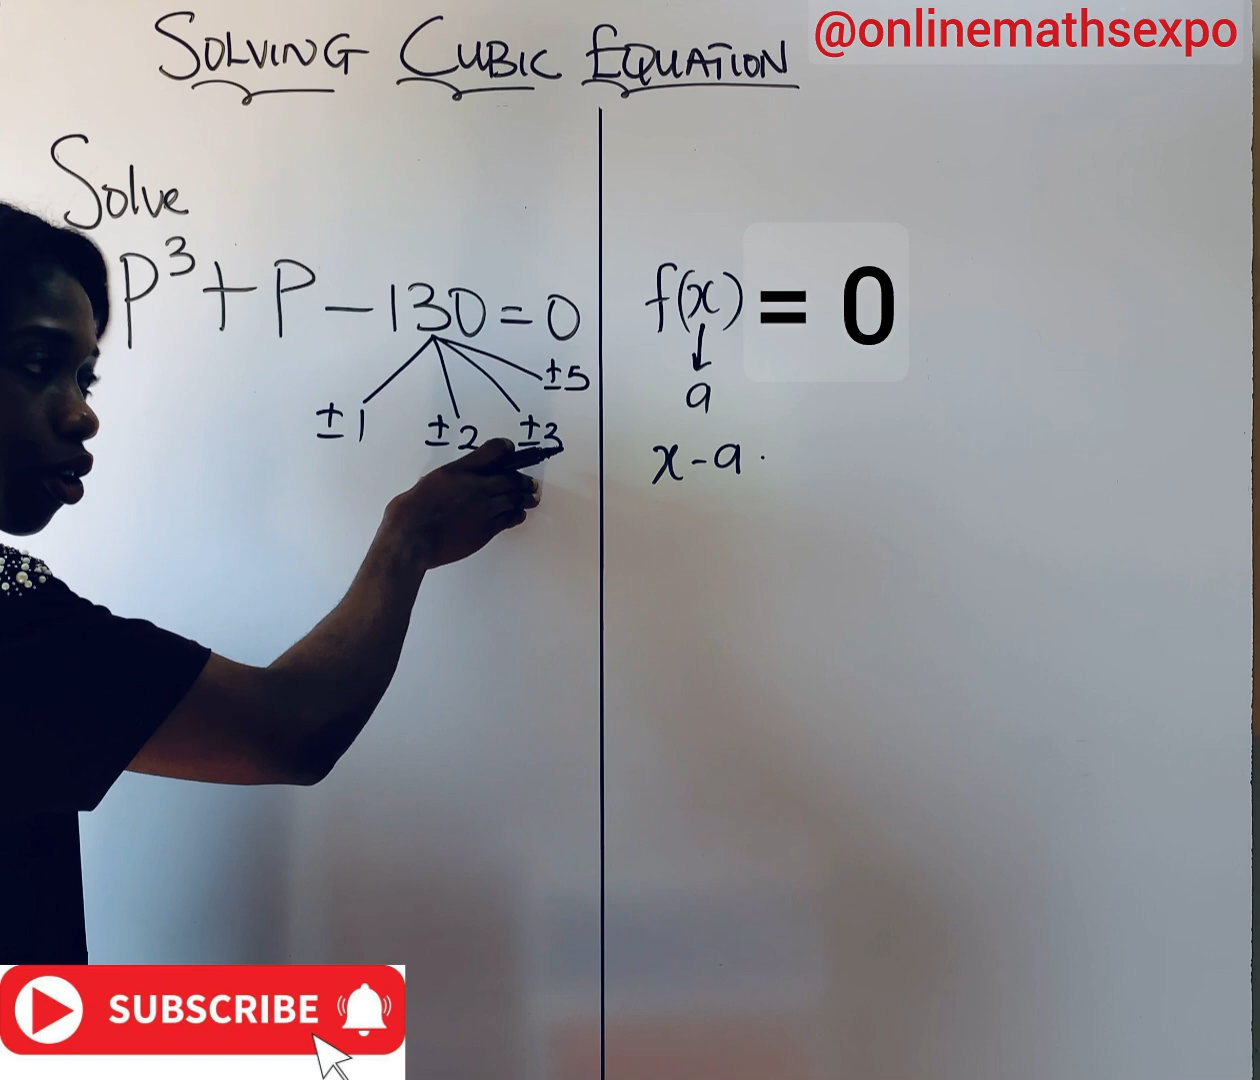 SOLVING CUBIC EQUATION
@onlinemathsexpo
Solve
P³ + P − 130 = 0
±1 ±2 ±3 ±5
f(x) = 0
a
x - a .
SUBSCRIBE